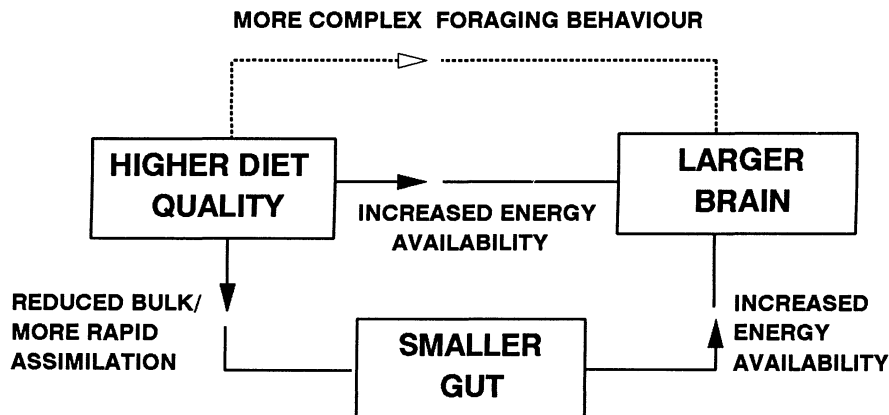 MORE COMPLEX FORAGING BEHAVIOUR
HIGHER DIET
QUALITY
LARGER
BRAIN
INCREASED ENERGY
AVAILABILITY
REDUCED BULK/
MORE RAPID
ASSIMILATION
SMALLER
GUT
INCREASED
ENERGY
AVAILABILITY